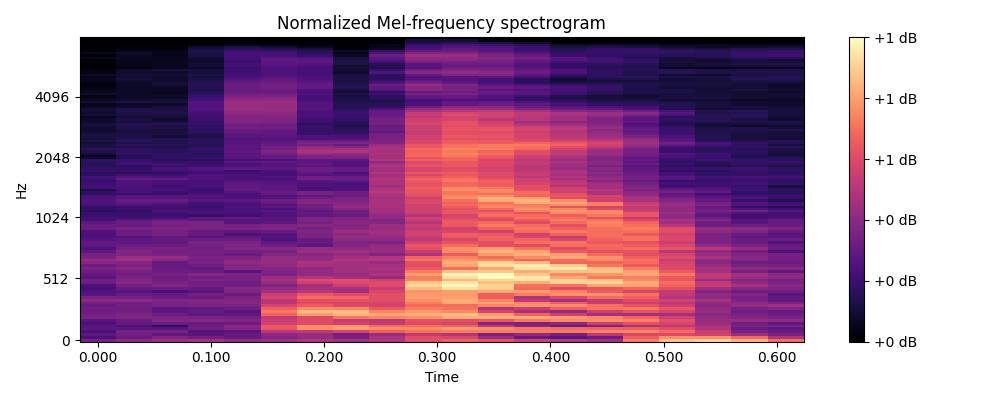 Normalized Mel-frequency spectrogram
Hz
4096
2048
1024
512
0
0.000 0.100 0.200 0.300 0.400 0.500 0.600
Time
+1 dB
+1 dB
+1 dB
+0 dB
+0 dB
+0 dB